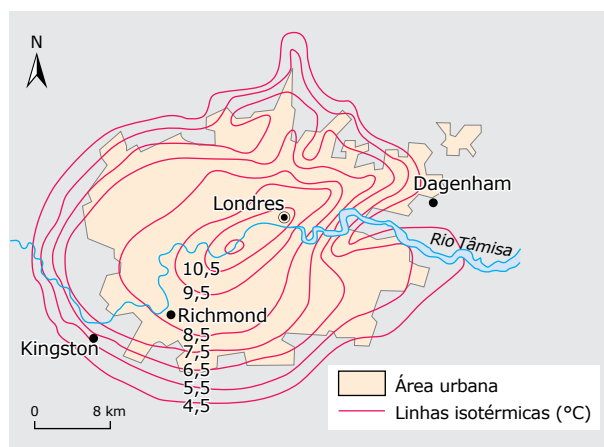 N
Dagenham
Londres
Rio Tâmisa
10,5
9,5
Richmond
8,5
Kingston
7,5
6,5
5,5
4,5
0 8 km
Área urbana
Linhas isotérmicas (°C)